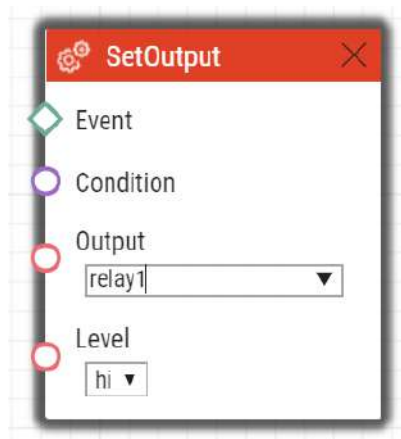 SetOutput
Event
Condition
Output
relay1
Level
hi